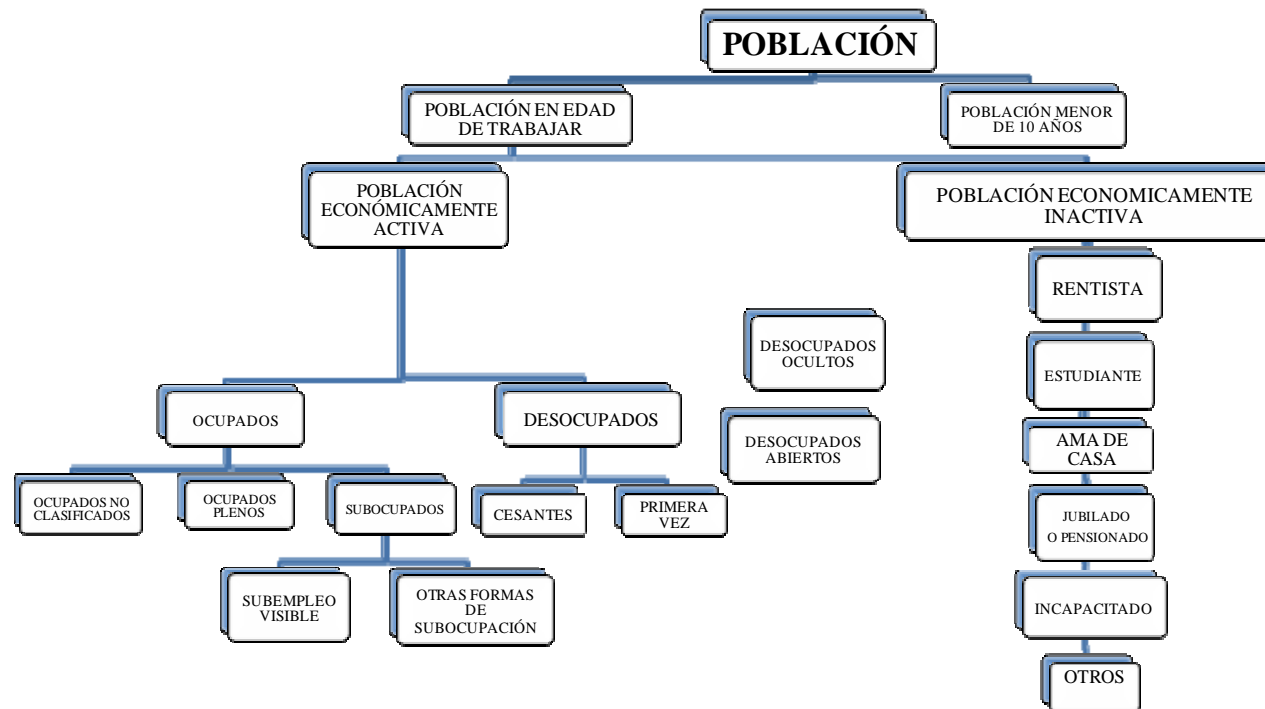 POBLACIÓN
POBLACIÓN EN EDAD
DE TRABAJAR
POBLACIÓN MENOR
DE 10 AÑOS
POBLACIÓN
ECONÓMICAMENTE
ACTIVA
POBLACIÓN ECONOMICAMENTE
INACTIVA
RENTISTA
DESOCUPADOS
OCULTOS
ESTUDIANTE
OCUPADOS
DESOCUPADOS
DESOCUPADOS
ABIERTOS
AMA DE
CASA
OCUPADOS NO
CLASIFICADOS
OCUPADOS
PLENOS
SUBOCUPADOS
CESANTES
PRIMERA
VEZ
JUBILADO
O PENSIONADO
SUBEMPLEO
VISIBLE
OTRAS FORMAS
DE
SUBOCUPACIÓN
INCAPACITADO
OTROS